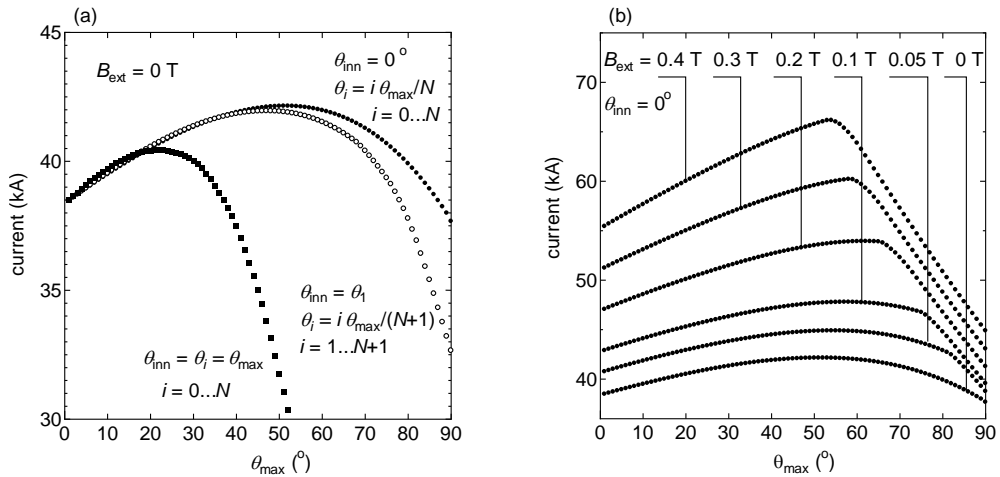 (a)
45
40
35
30
current (kA)
B_ext = 0 T
θ_inn = 0°
θ_i = i θ_max/N
i = 0...N
θ_inn = θ_1
θ_i = i θ_max/(N+1)
i = 1...N+1
θ_inn = θ_i = θ_max
i = 0...N
0 10 20 30 40 50 60 70 80 90
θ_max (°)
(b)
70
60
50
40
current (kA)
B_ext = 0.4 T 0.3 T 0.2 T 0.1 T 0.05 T 0 T
θ_inn = 0°
0 10 20 30 40 50 60 70 80 90
θ_max (°)